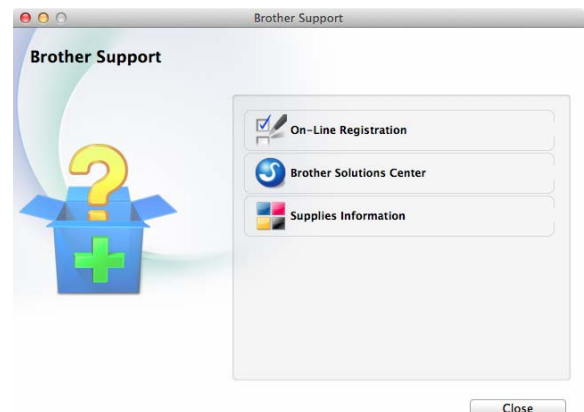 Brother Support
Brother Support
On-Line Registration
Brother Solutions Center
Supplies Information
Close